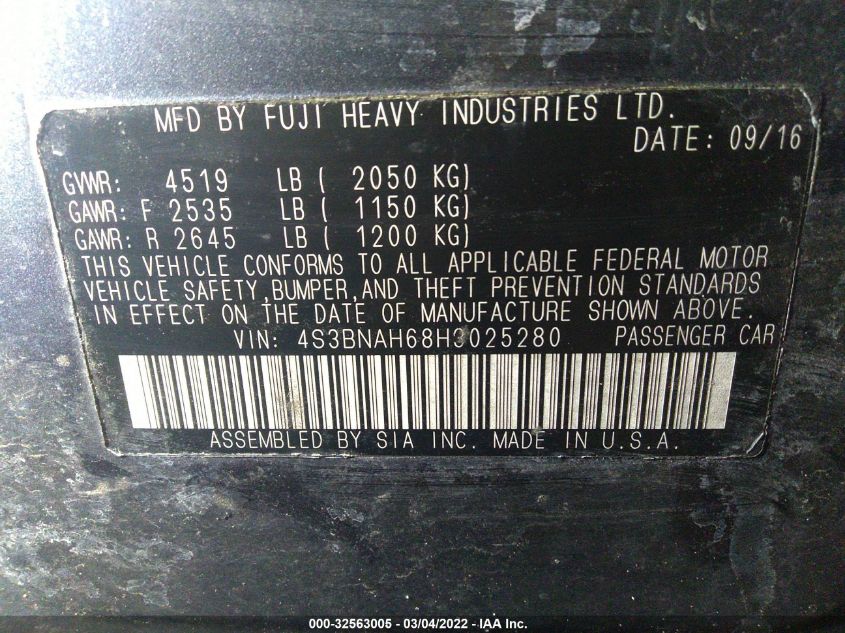 MFD BY FUJI HEAVY INDUSTRIES LTD.
DATE: 09/16
GVWR: 4519 LB ( 2050 KG)
GAWR: F 2535 LB ( 1150 KG)
GAWR: R 2645 LB ( 1200 KG)
THIS VEHICLE CONFORMS TO ALL APPLICABLE FEDERAL MOTOR
VEHICLE SAFETY,BUMPER,AND THEFT PREVENTION STANDARDS
IN EFFECT ON THE DATE OF MANUFACTURE SHOWN ABOVE.
VIN: 4S3BNAH68H3025280 PASSENGER CAR
ASSEMBLED BY SIA INC. MADE IN U.S.A.
000-32563005 - 03/04/2022 - IAA Inc.